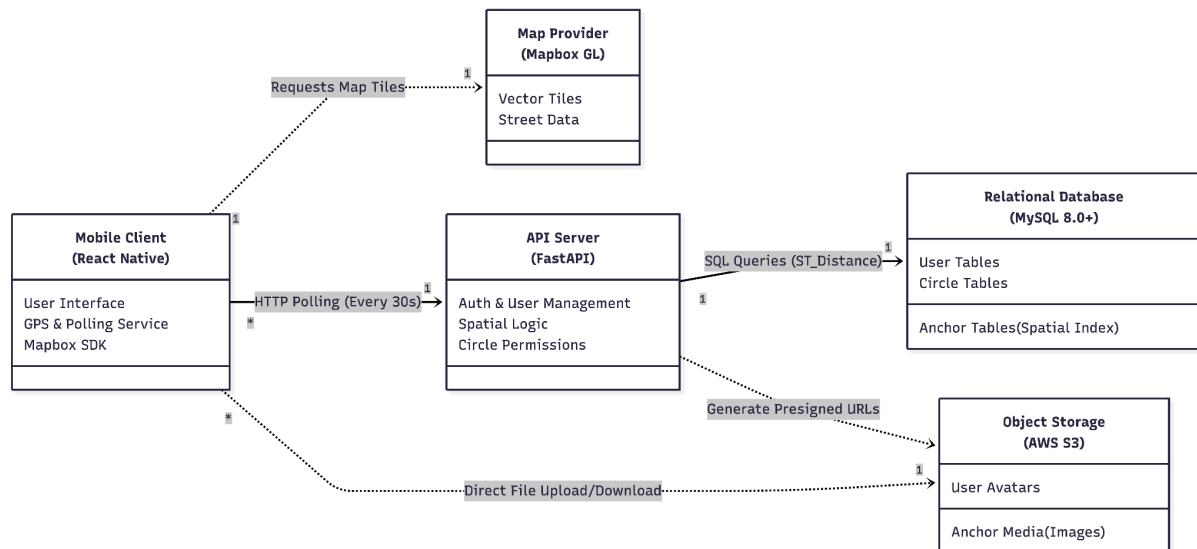 Map Provider
(Mapbox GL)
Vector Tiles
Street Data
Requests Map Tiles
1
1
Mobile Client
(React Native)
User Interface
GPS & Polling Service
Mapbox SDK
HTTP Polling (Every 30s)
*
1
API Server
(FastAPI)
Auth & User Management
Spatial Logic
Circle Permissions
SQL Queries (ST_Distance)
1
1
Relational Database
(MySQL 8.0+)
User Tables
Circle Tables
Anchor Tables(Spatial Index)
Generate Presigned URLs
*
Direct File Upload/Download
1
Object Storage
(AWS S3)
User Avatars
Anchor Media(Images)